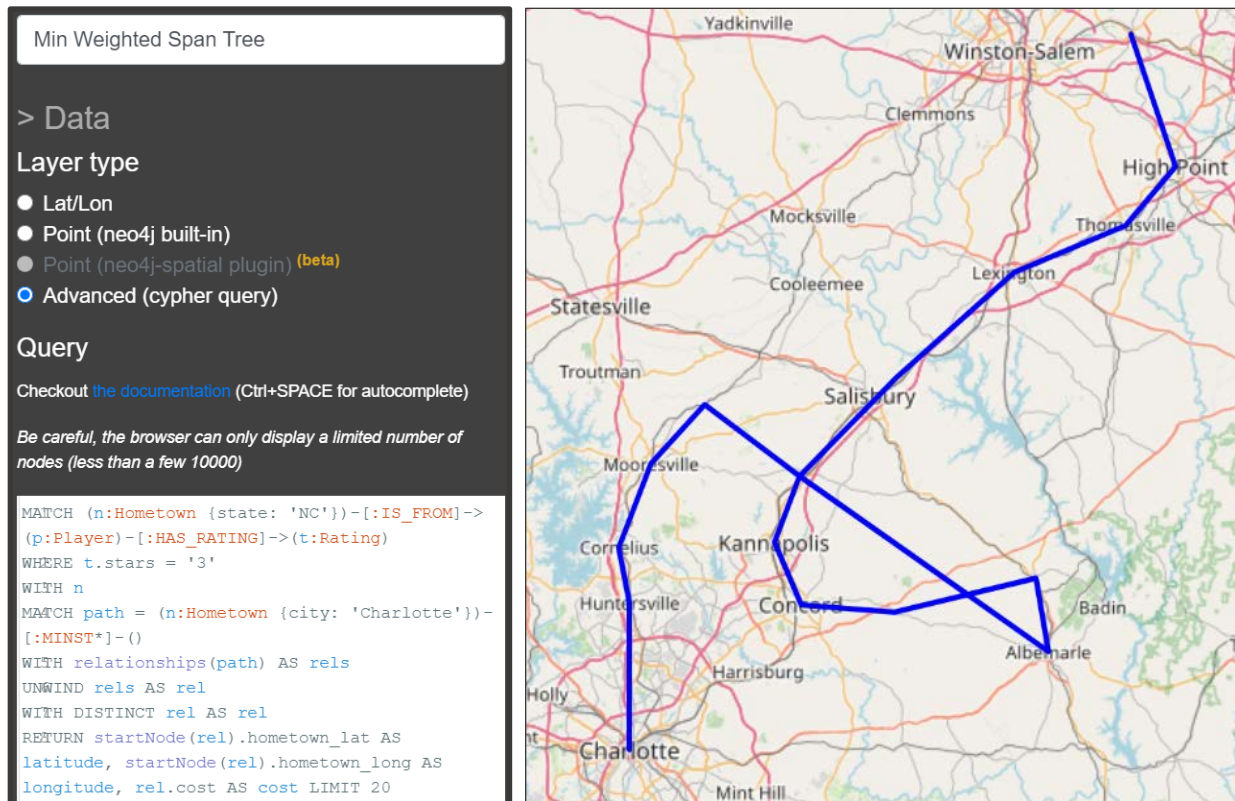 Min Weighted Span Tree
> Data
Layer type
Lat/Lon
Point (neo4j built-in)
Point (neo4j-spatial plugin) (beta)
Advanced (cypher query)
Query
Checkout the documentation (Ctrl+SPACE for autocomplete)
Be careful, the browser can only display a limited number of
nodes (less than a few 10000)
MATCH (n:Hometown {state: 'NC'})-[:IS_FROM]->
(p:Player)-[:HAS_RATING]->(t:Rating)
WHERE t.stars = '3'
WITH n
MATCH path = (n:Hometown {city: 'Charlotte'})-
[:MINST*]-()
WITH relationships(path) AS rels
UNWIND rels AS rel
WITH DISTINCT rel AS rel
RETURN startNode(rel).hometown_lat AS
latitude, startNode(rel).hometown_long AS
longitude, rel.cost AS cost LIMIT 20
Yadkinville
Winston-Salem
Clemmons
High Point
Mocksville
Thomasville
Lexington
Cooleemee
Statesville
Troutman
Salisbury
Mooresville
Cornelius
Kannapolis
Huntersville
Concord
Badin
Albemarle
Harrisburg
Holly
Charlotte
Mint Hill